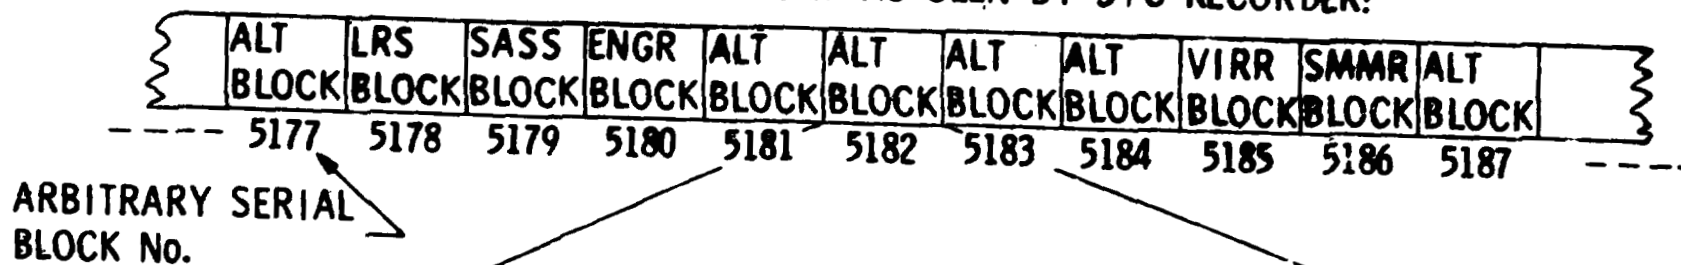 RECORDER:
ALT LRS SASS ENGR ALT ALT ALT ALT VIRR SMMR ALT
BLOCK BLOCK BLOCK BLOCK BLOCK BLOCK BLOCK BLOCK BLOCK BLOCK BLOCK
5177 5178 5179 5180 5181 5182 5183 5184 5185 5186 5187
ARBITRARY SERIAL
BLOCK No.